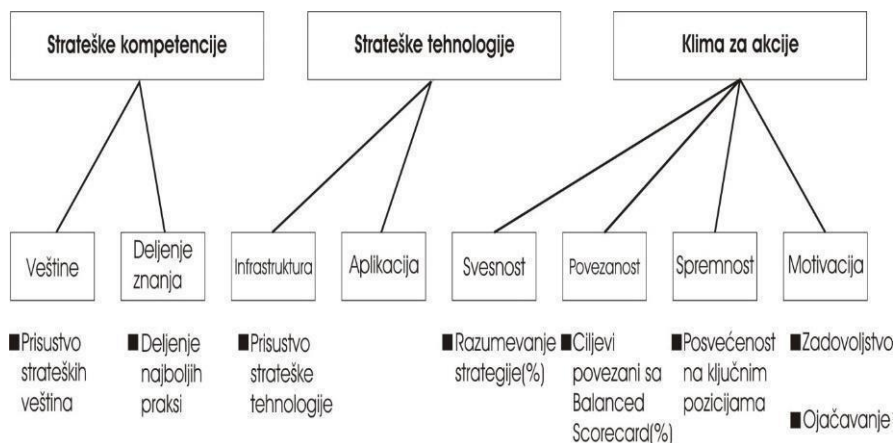 Strateške kompetencije
Strateške tehnologije
Klima za akcije
Veštine
Deljenje
znanja
Infrastruktura
Aplikacija
Svesnost
Povezanost
Spremnost
Motivacija
■Prisustvo
strateških
veština
■Deljenje
najboljih
praksi
■Prisustvo
strateške
tehnologije
■Razumevanje
strategije(%)
■Ciljevi
povezani sa
Balanced
Scorecard(%)
■Posvećenost
na ključnim
pozicijama
■Zadovoljstvo
■Ojačavanje